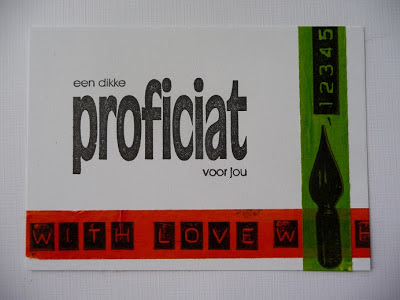 een dikke
proficiat
voor jou
12345
WITH LOVE W H